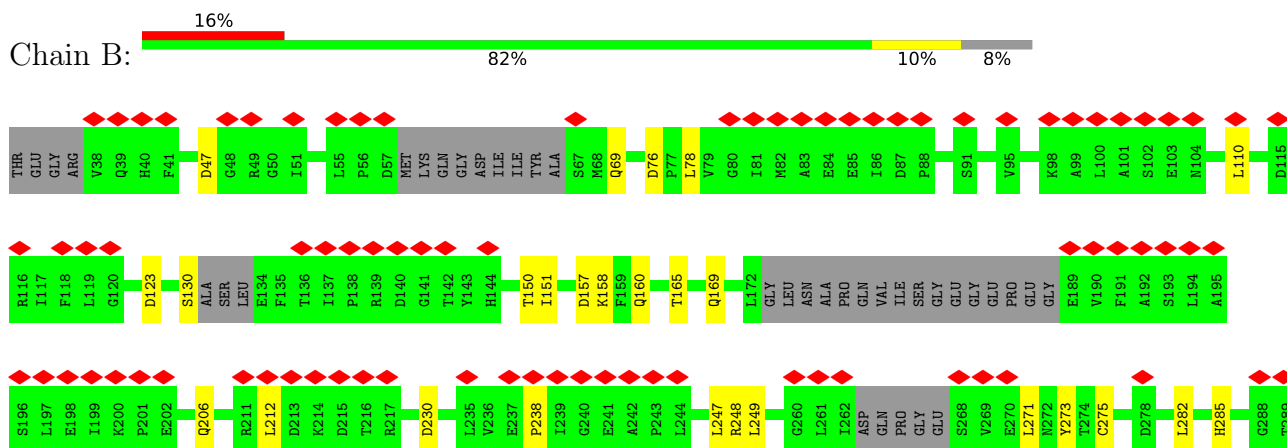 16%
Chain B:
82% 10% 8%
THR GLU GLY ARG V38 Q39 H40 F41 D47 G48 R49 G50 I51 L55 P56 D57 MET LYS GLN GLY ASP ILE ILE TYR ALA S67 M68 Q69 D76 P77 L78 V79 G80 I81 M82 A83 E84 E85 I86 D87 P88 S91 V95 K98 A99 L100 A101 S102 E103 N104 L110 D115
R116 I117 F118 L119 G120 D123 S130 ALA SER LEU E134 F135 T136 I137 P138 R139 D140 G141 T142 Y143 H144 T150 I151 D157 K158 F159 Q160 T165 Q169 L172 GLY LEU ASN ALA PRO GLN VAL ILE SER GLY GLU GLY GLU PRO GLU GLY E189 V190 F191 A192 S193 L194 A195
S196 L197 E198 I199 K200 P201 E202 Q206 R211 L212 D213 K214 D215 T216 R217 D230 L235 V236 E237 P238 I239 G240 E241 A242 P243 L244 L247 R248 L249 G260 L261 I262 ASP GLN PRO GLY GLU S268 V269 E270 L271 N272 Y273 T274 C275 D278 L282 H285 G288